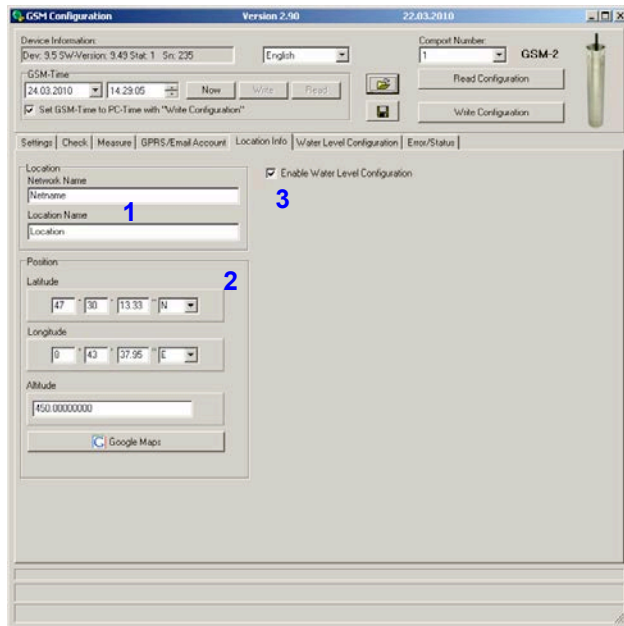 GSM Configuration Version 2.90 22.03.2010
Device Information:
Dev: 9.5 SW-Version: 9.49 Stat: 1 Sn: 235
English
Comport Number:
1
GSM-2
GSM-Time
24.03.2010 14:29:05 Now Write Read
Set GSM-Time to PC-Time with "Write Configuration"
Read Configuration
Write Configuration
Settings Check Measure GPRS/Email Account Location Info Water Level Configuration Error/Status
Location
Network Name
Netname
1
Location Name
Location
Enable Water Level Configuration
3
Position
2
Latitude
47 ° 30 ' 13.33 " N
Longitude
8 ° 43 ' 37.95 " E
Altitude
450.00000000
Google Maps